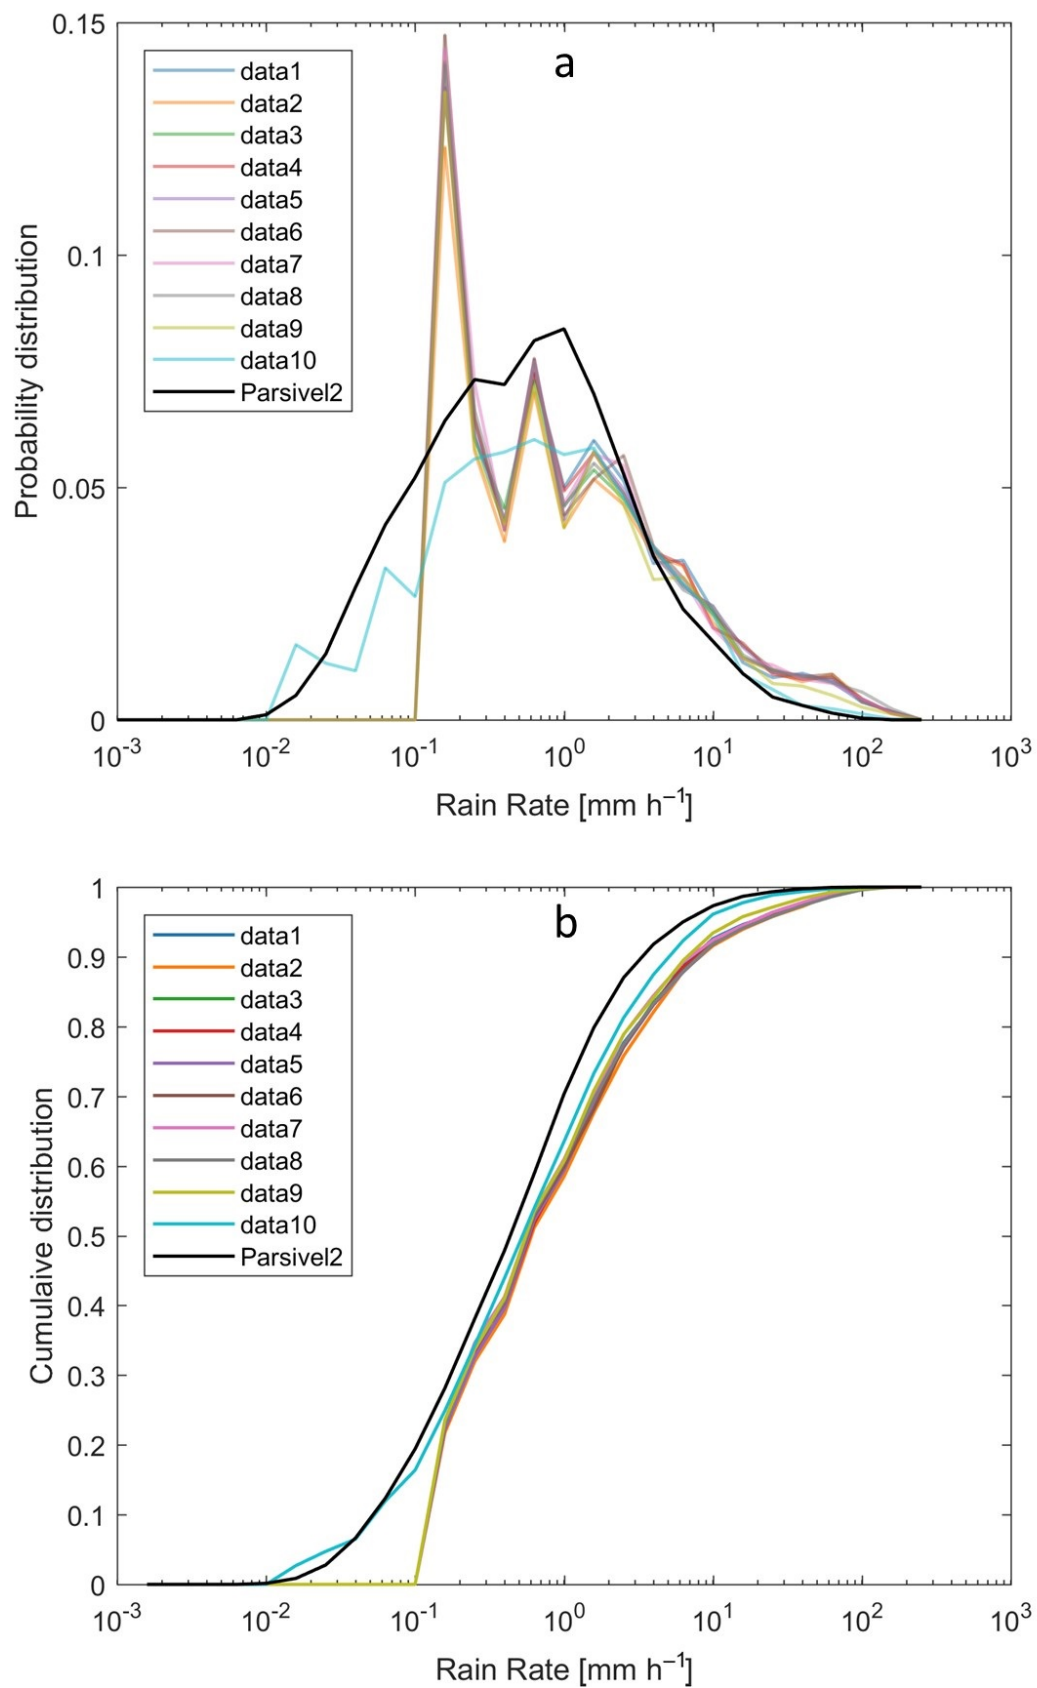 a
data1
data2
data3
data4
data5
data6
data7
data8
data9
data10
Parsivel2
Probability distribution
0.15
0.1
0.05
0
10-3 10-2 10-1 100 101 102 103
Rain Rate [mm h−1]
b
data1
data2
data3
data4
data5
data6
data7
data8
data9
data10
Parsivel2
Cumulaive distribution
1
0.9
0.8
0.7
0.6
0.5
0.4
0.3
0.2
0.1
0
10-3 10-2 10-1 100 101 102 103
Rain Rate [mm h−1]